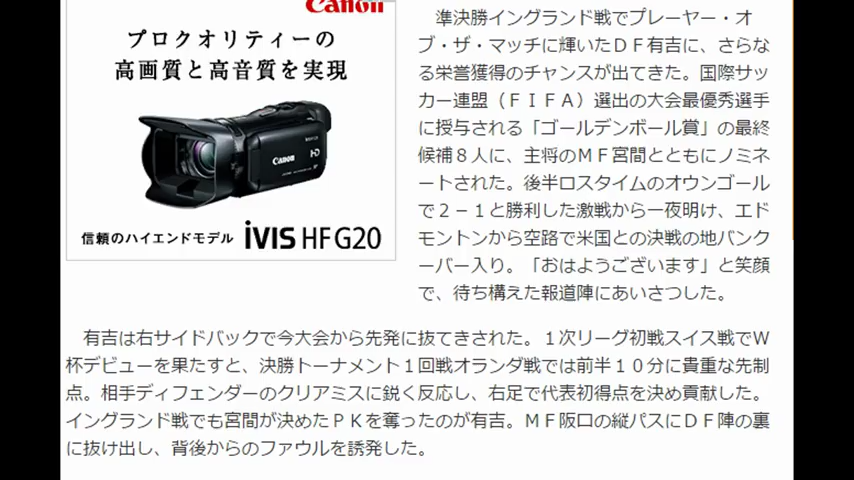 Canon
プロクオリティーの
高画質と高音質を実現
Canon
HD
信頼のハイエンドモデル iVIS HF G20
準決勝イングランド戦でプレーヤー・オ
ブ・ザ・マッチに輝いたＤＦ有吉に、さらな
る栄誉獲得のチャンスが出てきた。国際サッ
カー連盟（ＦＩＦＡ）選出の大会最優秀選手
に授与される「ゴールデンボール賞」の最終
候補８人に、主将のＭＦ宮間とともにノミネ
ートされた。後半ロスタイムのオウンゴール
で２－１と勝利した激戦から一夜明け、エド
モントンから空路で米国との決戦の地バンク
ーバー入り。「おはようございます」と笑顔
で、待ち構えた報道陣にあいさつした。
有吉は右サイドバックで今大会から先発に抜てきされた。１次リーグ初戦スイス戦でＷ
杯デビューを果たすと、決勝トーナメント１回戦オランダ戦では前半１０分に貴重な先制
点。相手ディフェンダーのクリアミスに鋭く反応し、右足で代表初得点を決め貢献した。
イングランド戦でも宮間が決めたＰＫを奪ったのが有吉。ＭＦ阪口の縦パスにＤＦ陣の裏
に抜け出し、背後からのファウルを誘発した。